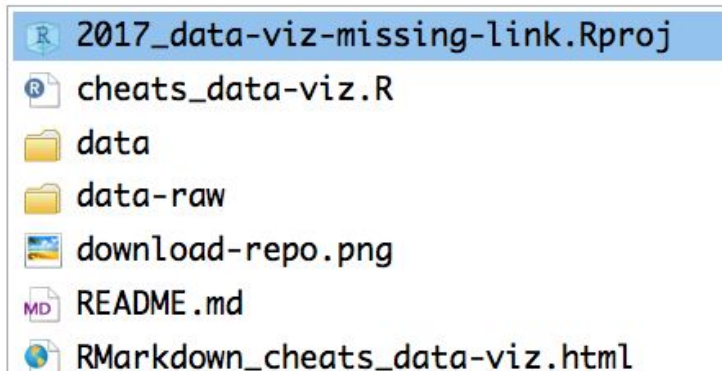 2017_data-viz-missing-link.Rproj
cheats_data-viz.R
data
data-raw
download-repo.png
README.md
RMarkdown_cheats_data-viz.html